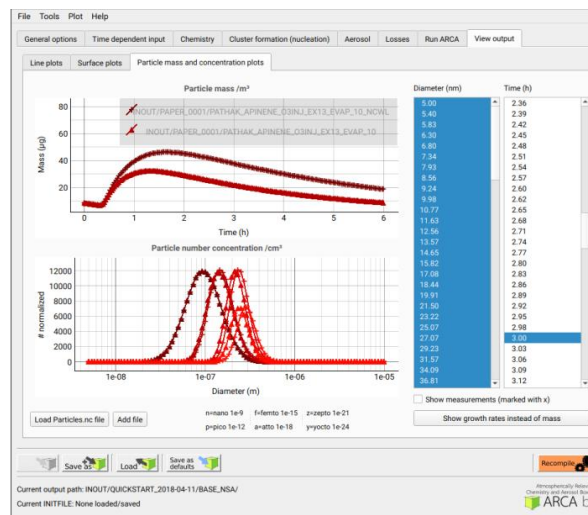 File Tools Plot Help
General options Time dependent input Chemistry Cluster formation (nucleation) Aerosol Losses Run ARCA View output
Line plots Surface plots Particle mass and concentration plots
Particle mass /m³
INOUT/PAPER_0001/PATHAK_APINENE_O3INJ_EX13_EVAP_10_NCWL
INOUT/PAPER_0001/PATHAK_APINENE_O3INJ_EX13_EVAP_10
Mass (µg)
80
60
40
20
0 1 2 3 4 5 6
Time (h)
Particle number concentration /cm³
# normalized
12000
10000
8000
6000
4000
2000
0
1e-08 1e-07 1e-06 1e-05
Diameter (m)
Load Particles.nc file Add file
n=nano 1e-9 f=femto 1e-15 z=zepto 1e-21
p=pico 1e-12 a=atto 1e-18 y=yocto 1e-24
Diameter (nm) Time (h)
5.00 2.36
5.40 2.39
5.83 2.42
6.30 2.45
6.80 2.48
7.34 2.51
7.93 2.54
8.56 2.57
9.24 2.60
9.98 2.62
10.77 2.65
11.63 2.68
12.56 2.71
13.57 2.74
14.65 2.77
15.82 2.80
17.08 2.83
18.44 2.86
19.91 2.89
21.50 2.92
23.22 2.95
25.07 2.98
27.07 3.00
29.23 3.03
31.57 3.06
34.09 3.09
36.81 3.12
Show measurements (marked with x)
Show growth rates instead of mass
Save as Load Save as defaults Recompile
Current output path: INOUT/QUICKSTART_2018-04-11/BASE_NSA/
Current INITFILE: None loaded/saved
Atmospherically Relev
Chemistry and Aerosol Bo
ARCA b